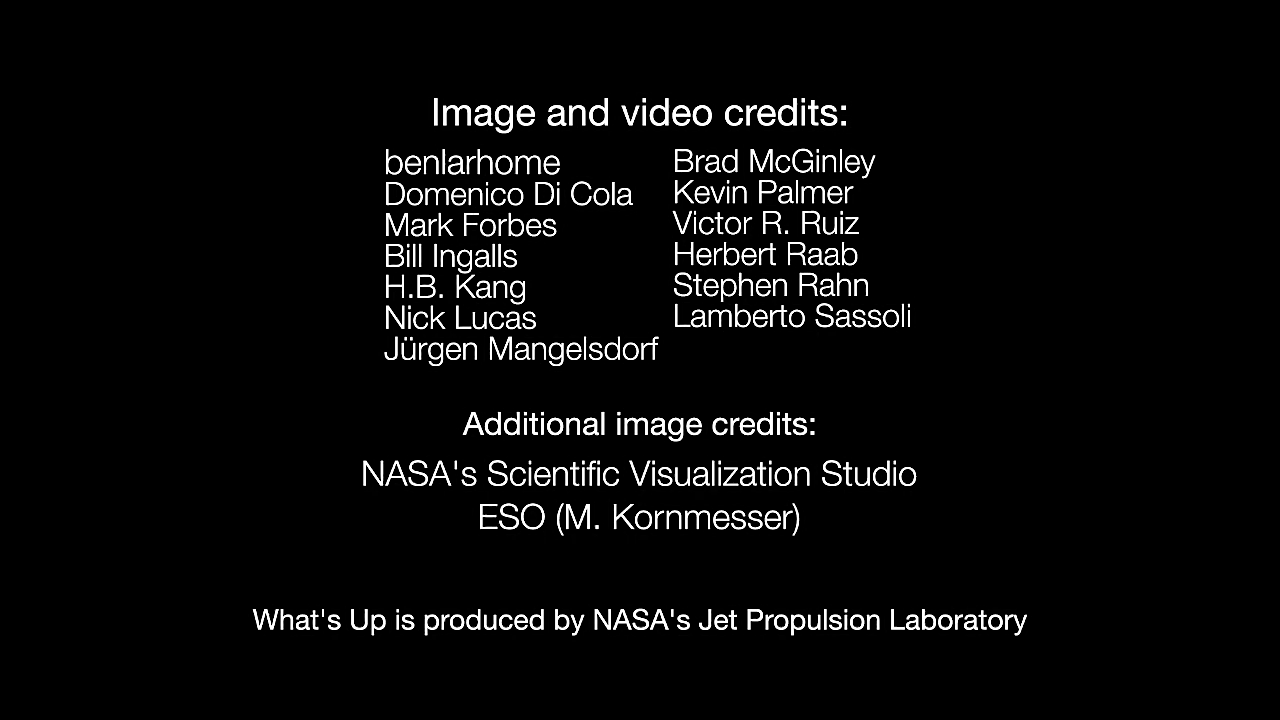 Image and video credits:
benlarhome
Domenico Di Cola
Mark Forbes
Bill Ingalls
H.B. Kang
Nick Lucas
Jürgen Mangelsdorf
Brad McGinley
Kevin Palmer
Victor R. Ruiz
Herbert Raab
Stephen Rahn
Lamberto Sassoli
Additional image credits:
NASA's Scientific Visualization Studio
ESO (M. Kornmesser)
What's Up is produced by NASA's Jet Propulsion Laboratory